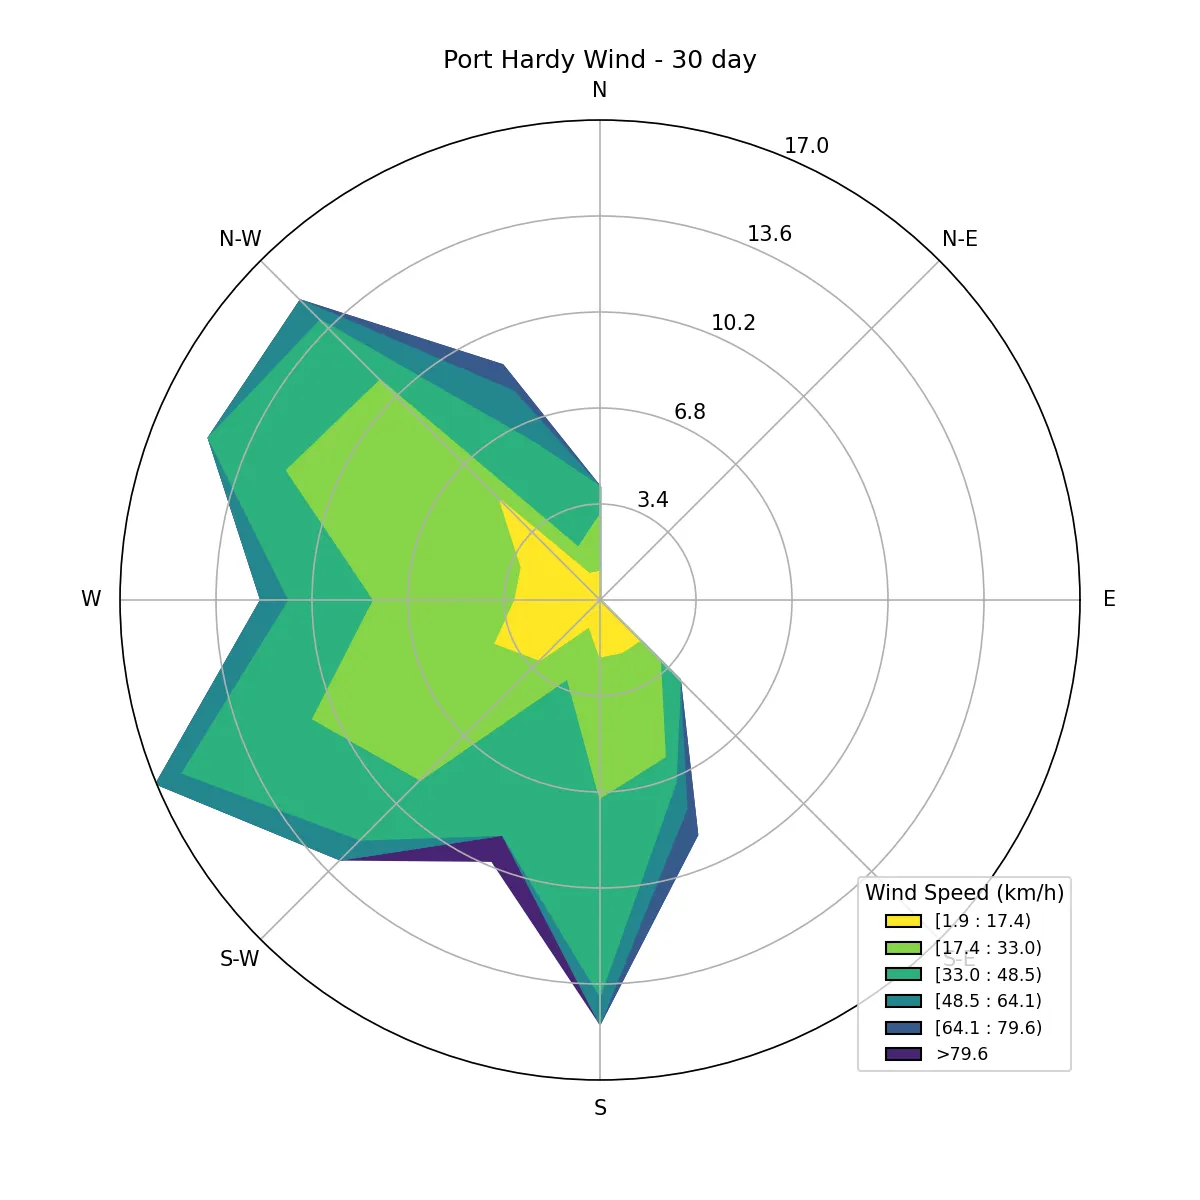 Port Hardy Wind - 30 day
N
17.0
N-W
N-E
13.6
10.2
6.8
3.4
W
E
S-W
S-E
S
Wind Speed (km/h)
[1.9 : 17.4)
[17.4 : 33.0)
[33.0 : 48.5)
[48.5 : 64.1)
[64.1 : 79.6)
>79.6